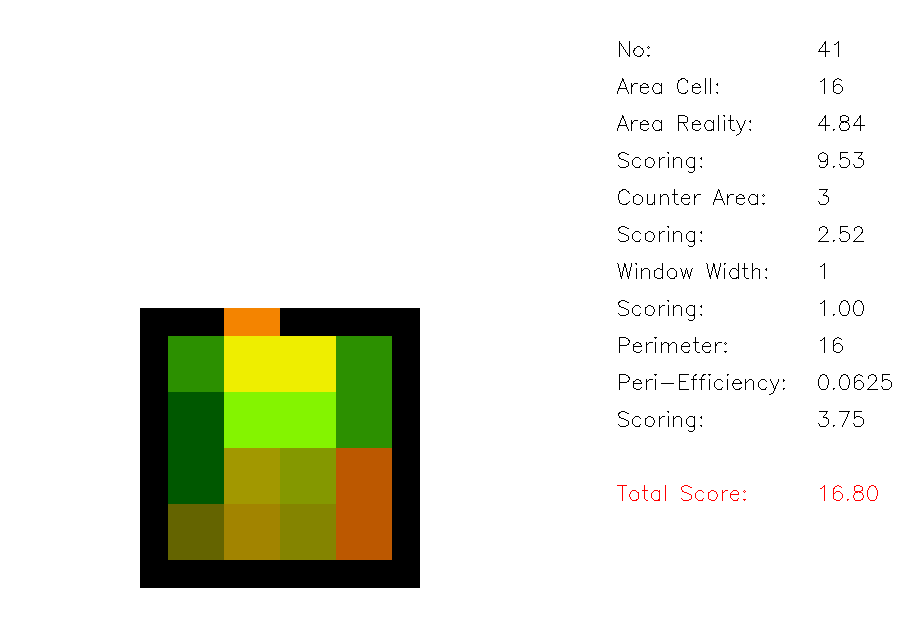 No: 41
Area Cell: 16
Area Reality: 4.84
Scoring: 9.53
Counter Area: 3
Scoring: 2.52
Window Width: 1
Scoring: 1.00
Perimeter: 16
Peri-Efficiency: 0.0625
Scoring: 3.75
Total Score: 16.80